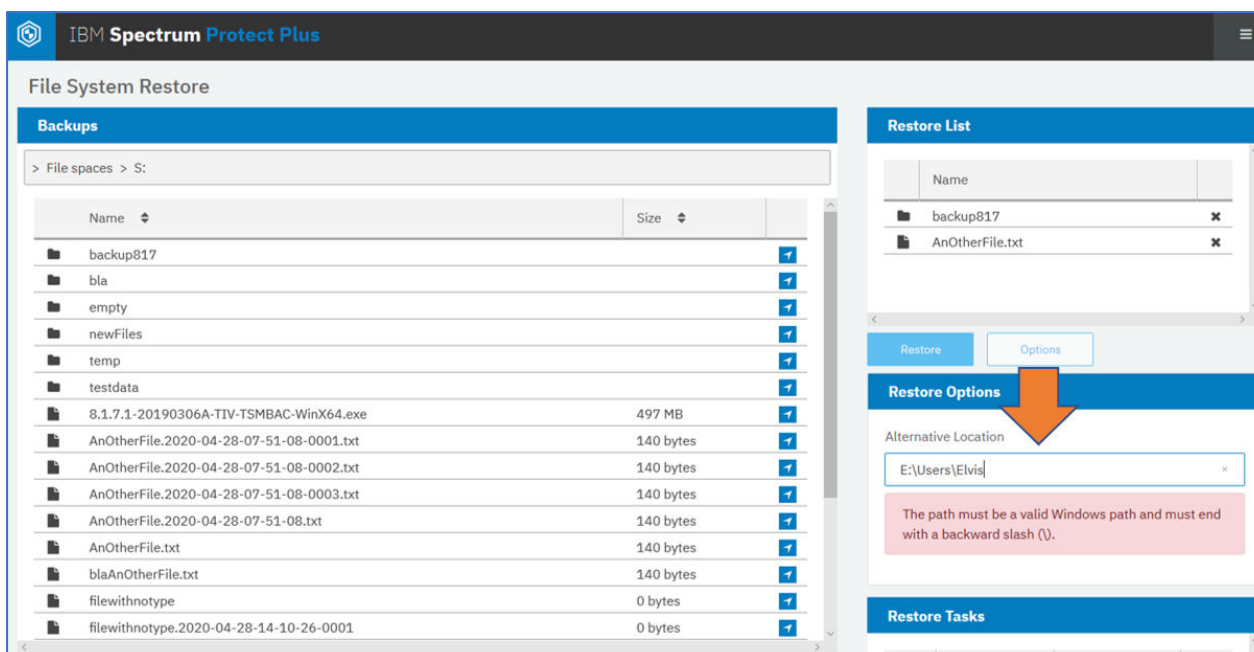 IBM Spectrum Protect Plus
File System Restore
Backups
> File spaces > S:
Name Size
backup817
bla
empty
newFiles
temp
testdata
8.1.7.1-20190306A-TIV-TSMBAC-WinX64.exe 497 MB
AnOtherFile.2020-04-28-07-51-08-0001.txt 140 bytes
AnOtherFile.2020-04-28-07-51-08-0002.txt 140 bytes
AnOtherFile.2020-04-28-07-51-08-0003.txt 140 bytes
AnOtherFile.2020-04-28-07-51-08.txt 140 bytes
AnOtherFile.txt 140 bytes
blaAnOtherFile.txt 140 bytes
filewithnotype 0 bytes
filewithnotype.2020-04-28-14-10-26-0001 0 bytes
Restore List
Name
backup817
AnOtherFile.txt
Restore Options
Restore Options
Alternative Location
E:\Users\Elvis
The path must be a valid Windows path and must end
with a backward slash (\).
Restore Tasks